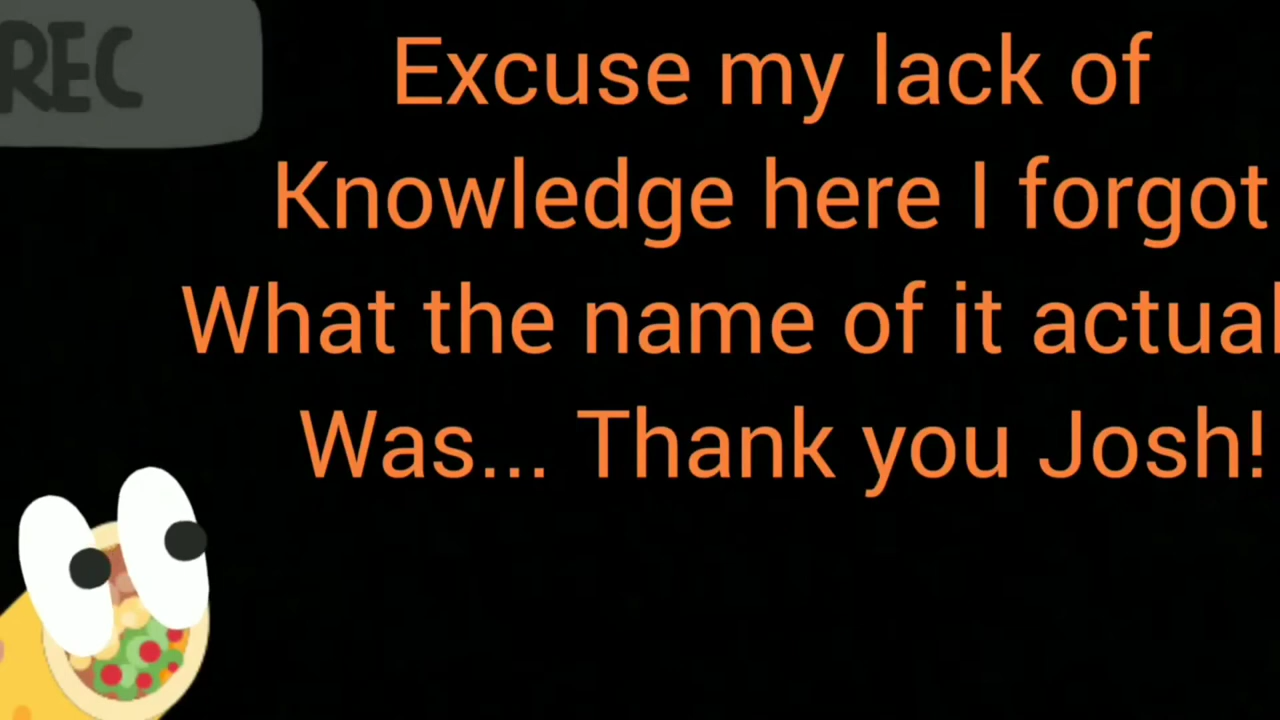 REC
Excuse my lack of
Knowledge here I forgot
What the name of it actual
Was... Thank you Josh!